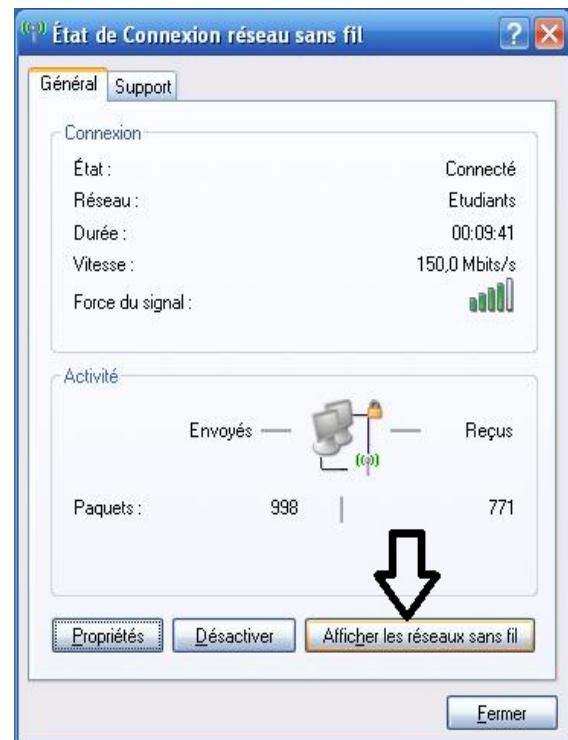 État de Connexion réseau sans fil
Général Support
Connexion
État : Connecté
Réseau : Etudiants
Durée : 00:09:41
Vitesse : 150,0 Mbits/s
Force du signal :
Activité
Envoyés Reçus
Paquets : 998 771
Propriétés Désactiver Afficher les réseaux sans fil
Fermer